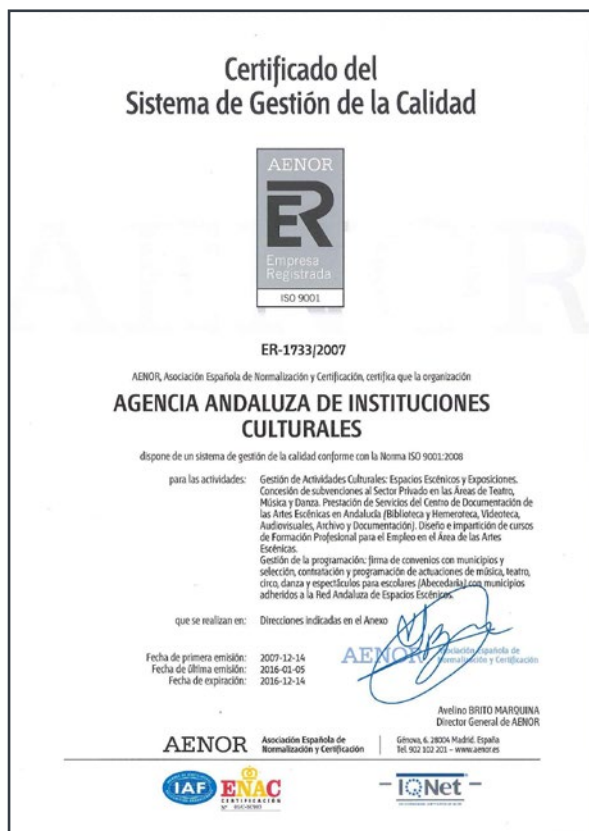 Certificado del
Sistema de Gestión de la Calidad
AENOR
ER
Empresa
Registrada
ISO 9001
ER-1733/2007
AENOR, Asociación Española de Normalización y Certificación, certifica que la organización
AGENCIA ANDALUZA DE INSTITUCIONES
CULTURALES
dispone de un sistema de gestión de la calidad conforme con la Norma ISO 9001:2008
para las actividades: Gestión de Actividades Culturales: Espacios Escénicos y Exposiciones.
Concesión de subvenciones al Sector Privado en las Áreas de Teatro,
Música y Danza. Prestación de Servicios del Centro de Documentación de
las Artes Escénicas en Andalucía (Biblioteca y Hemeroteca, Videoteca,
Audiovisuales, Archivo y Documentación). Diseño e impartición de cursos
de Formación Profesional para el Empleo en el Área de las Artes
Escénicas.
Gestión de la programación: firma de convenios con municipios y
selección, contratación y programación de actuaciones de música, teatro,
circo, danza y espectáculos para escolares (Abecedaria) con municipios
adheridos a la Red Andaluza de Espacios Escénicos.
que se realizan en: Direcciones indicadas en el Anexo
Fecha de primera emisión: 2007-12-14
Fecha de última emisión: 2016-01-05
Fecha de expiración: 2016-12-14
AENOR Asociación Española de
Normalización y Certificación
Avelino BRITO MARQUINA
Director General de AENOR
AENOR Asociación Española de
Normalización y Certificación
Génova, 6. 28004 Madrid. España
Tel. 902 102 201 – www.aenor.es
IAF
ENAC
CERTIFICACIÓN
IQNet